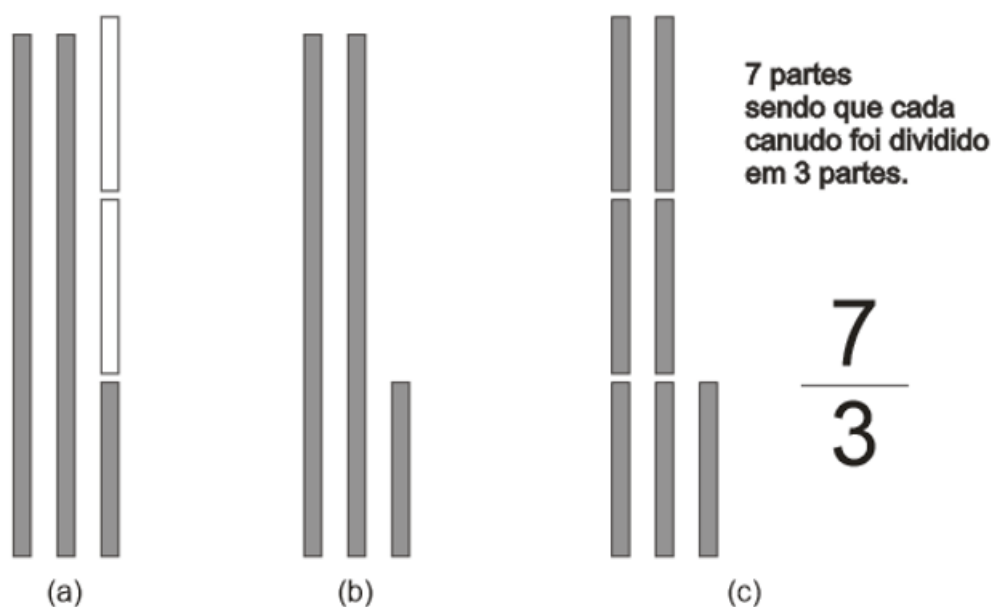 7 partes
sendo que cada
canudo foi dividido
em 3 partes.
7
3
(a)
(b)
(c)